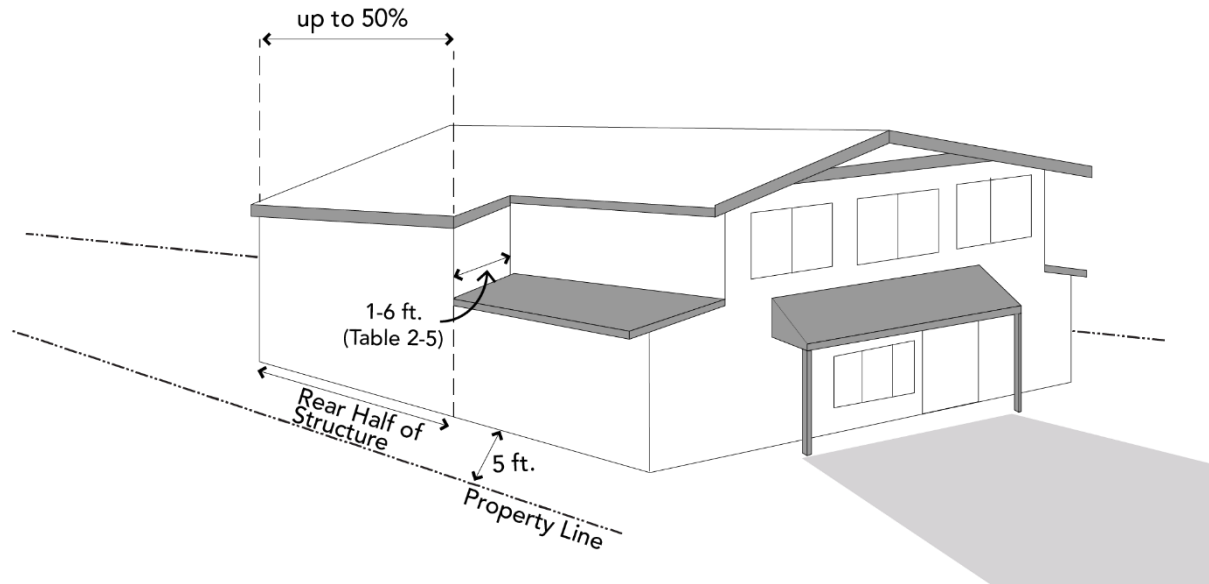 up to 50%
1-6 ft.
(Table 2-5)
Rear Half of
Structure
5 ft.
Property Line